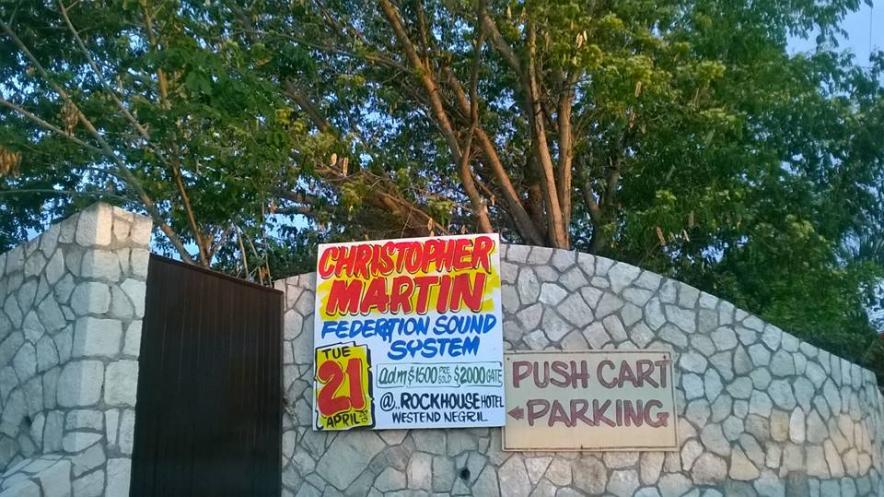 CHRISTOPHER
MARTIN
FEDERATION SOUND
SYSTEM
TUE
21
APRIL
adm $1500 PRE SOLD $2000 GATE
@... ROCKHOUSE HOTEL
WESTEND NEGRIL
PUSH CART
PARKING